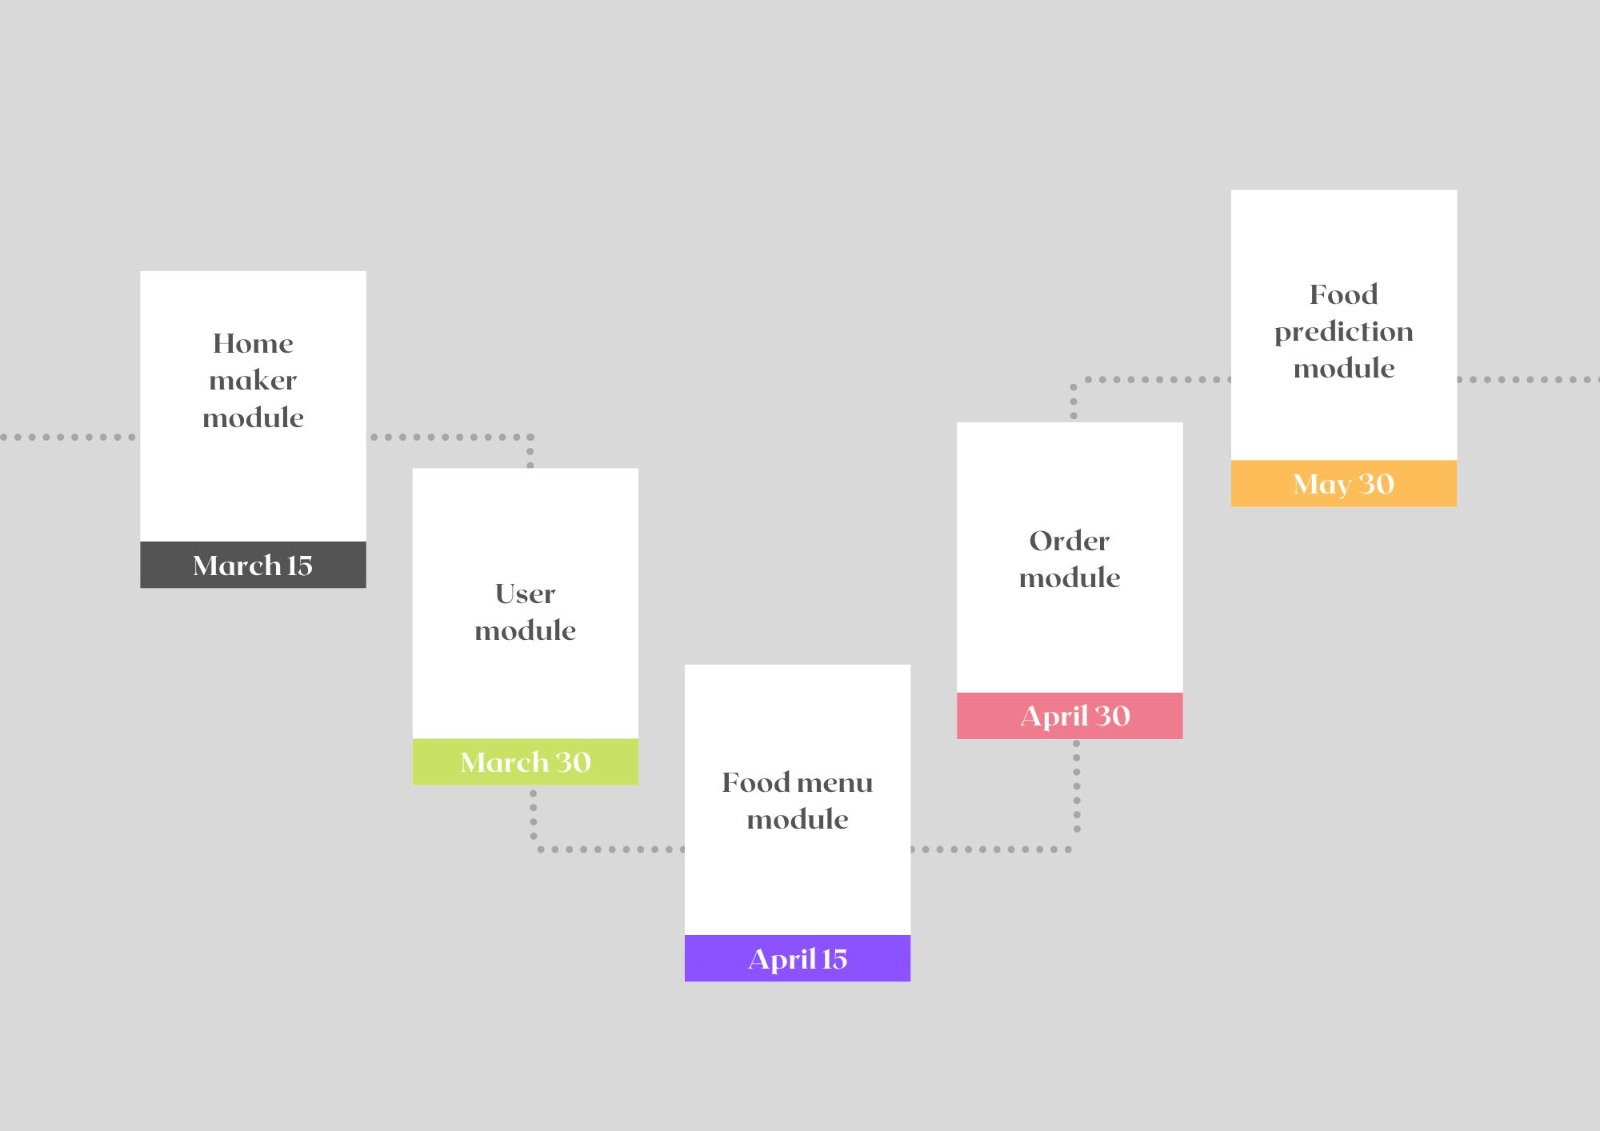 Home
maker
module
March 15
User
module
March 30
Food menu
module
April 15
Order
module
April 30
Food
prediction
module
May 30